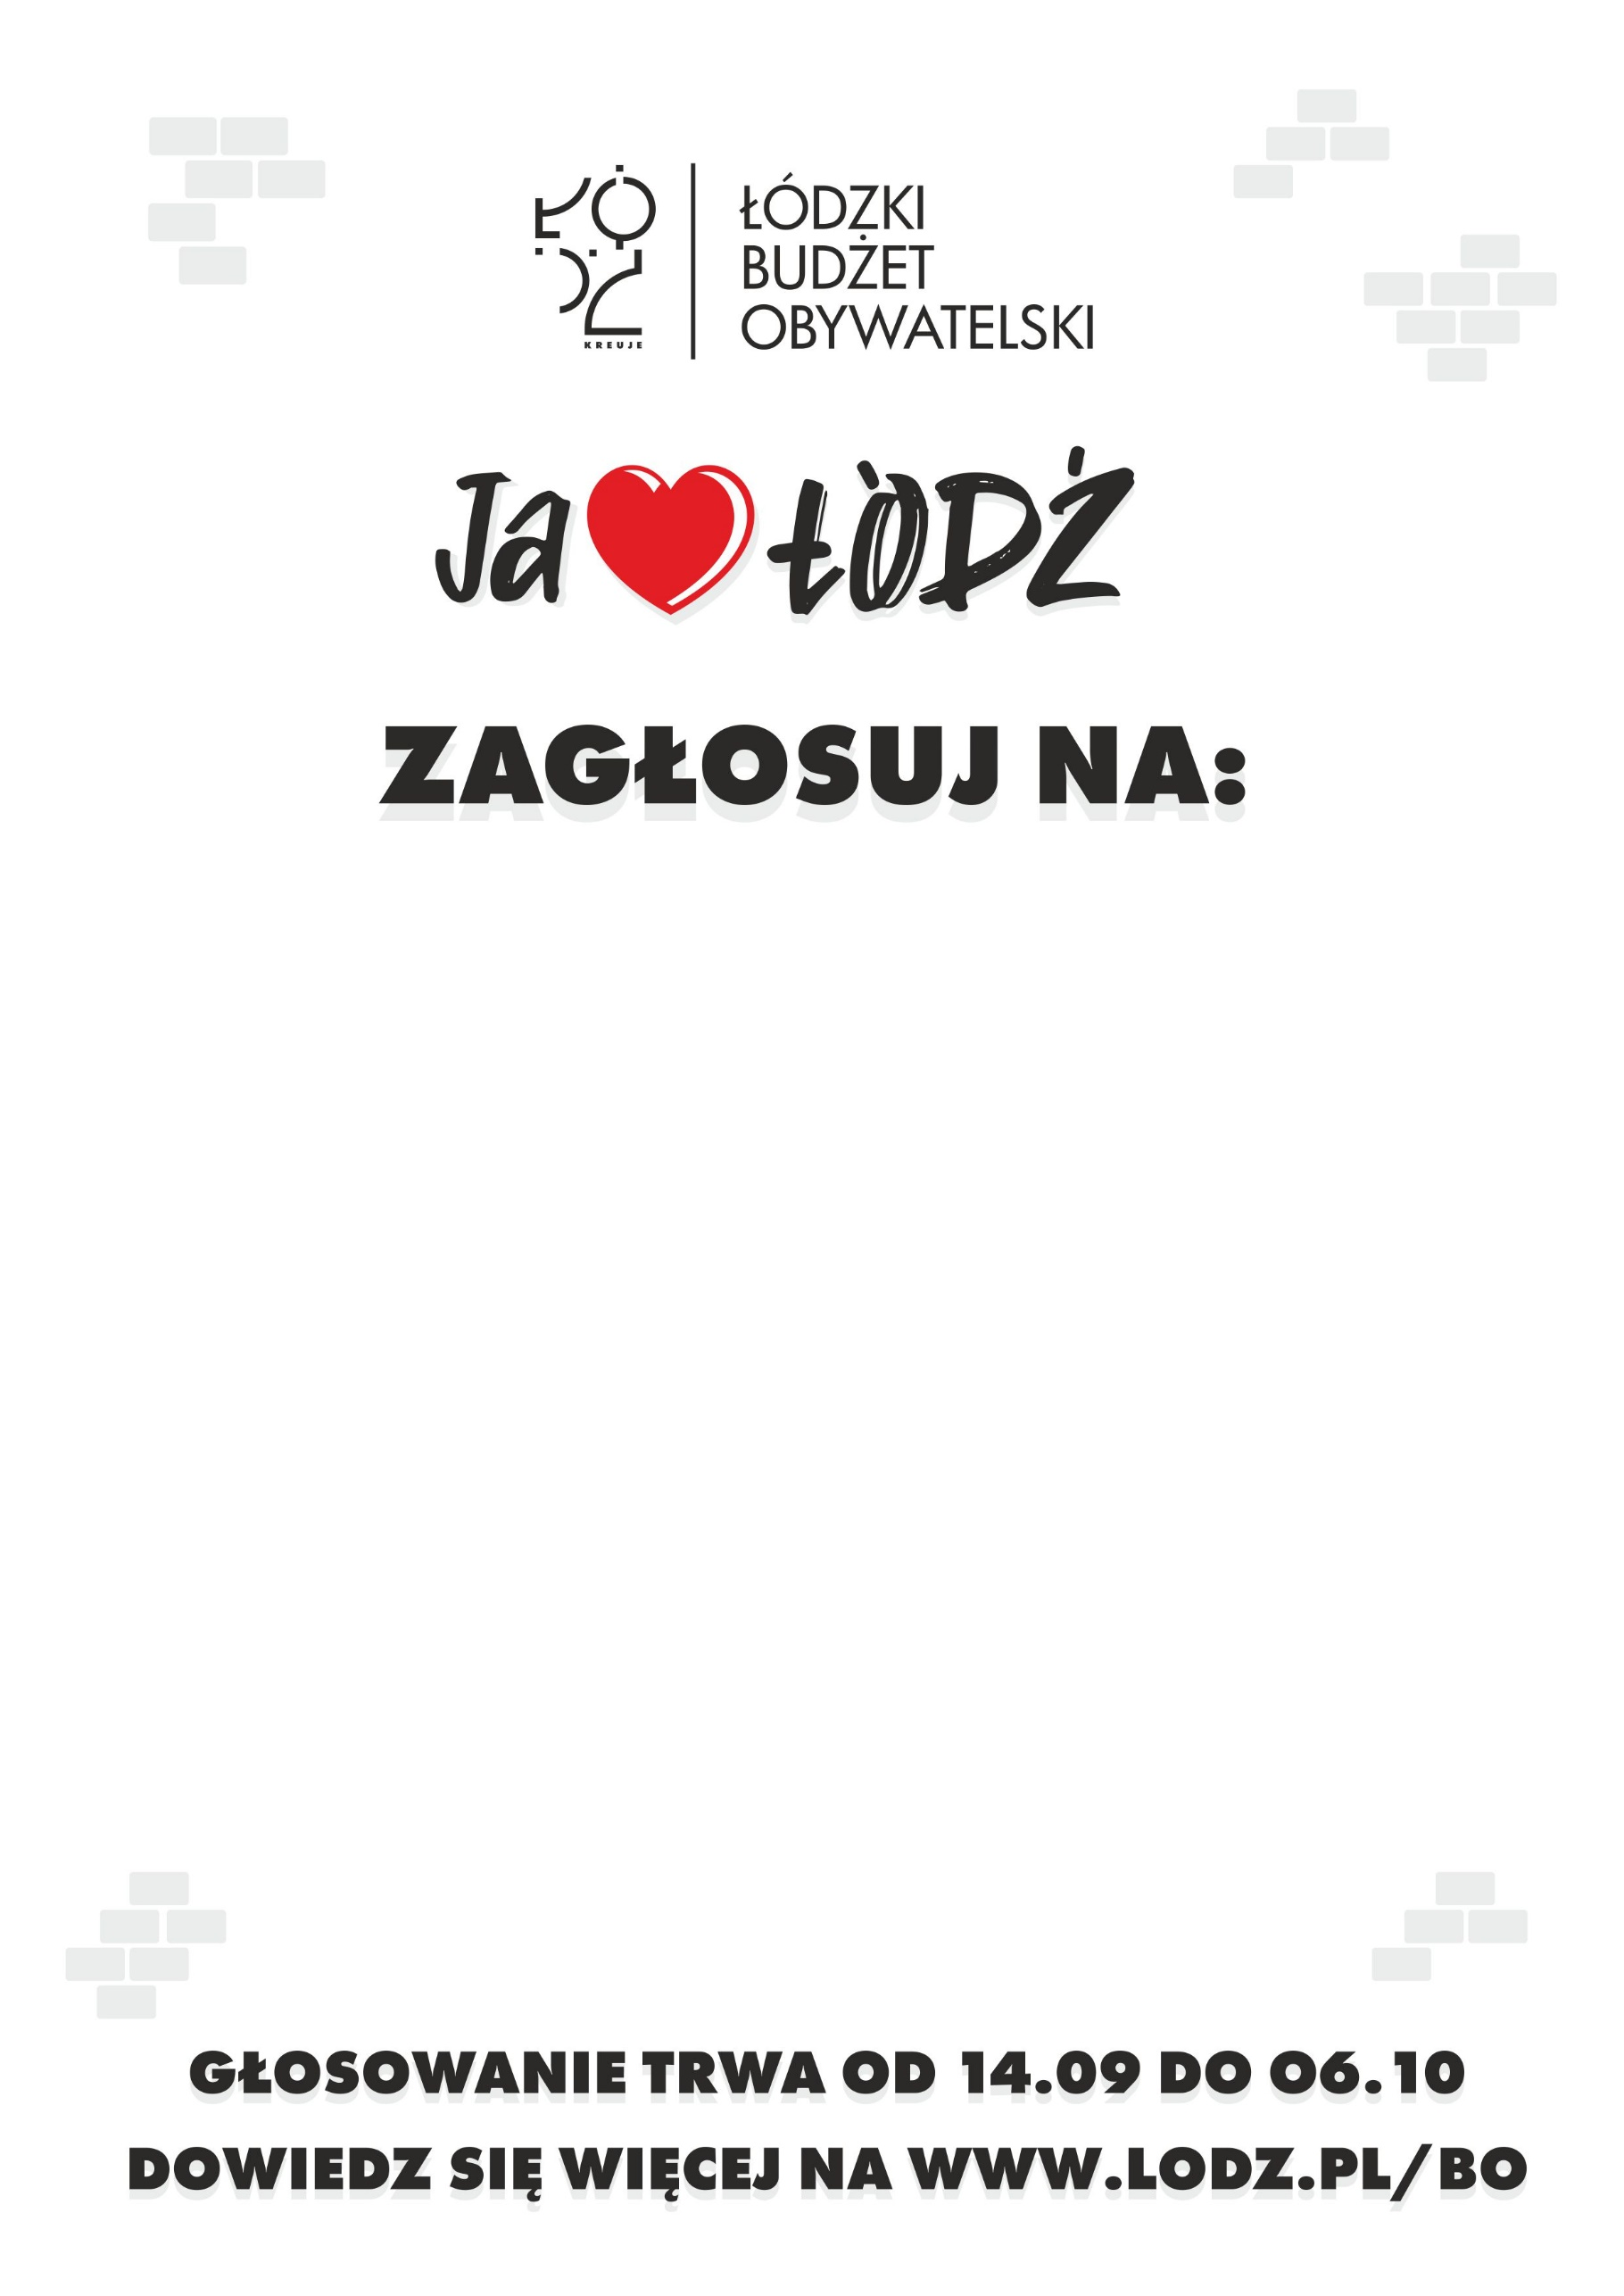 ŁÓDŹ
KREUJE
ŁÓDZKI
BUDŻET
OBYWATELSKI
Ja ŁÓDŹ
ZAGŁOSUJ NA:
GŁOSOWANIE TRWA OD 14.09 DO 06.10
DOWIEDZ SIĘ WIĘCEJ NA WWW.LODZ.PL/BO